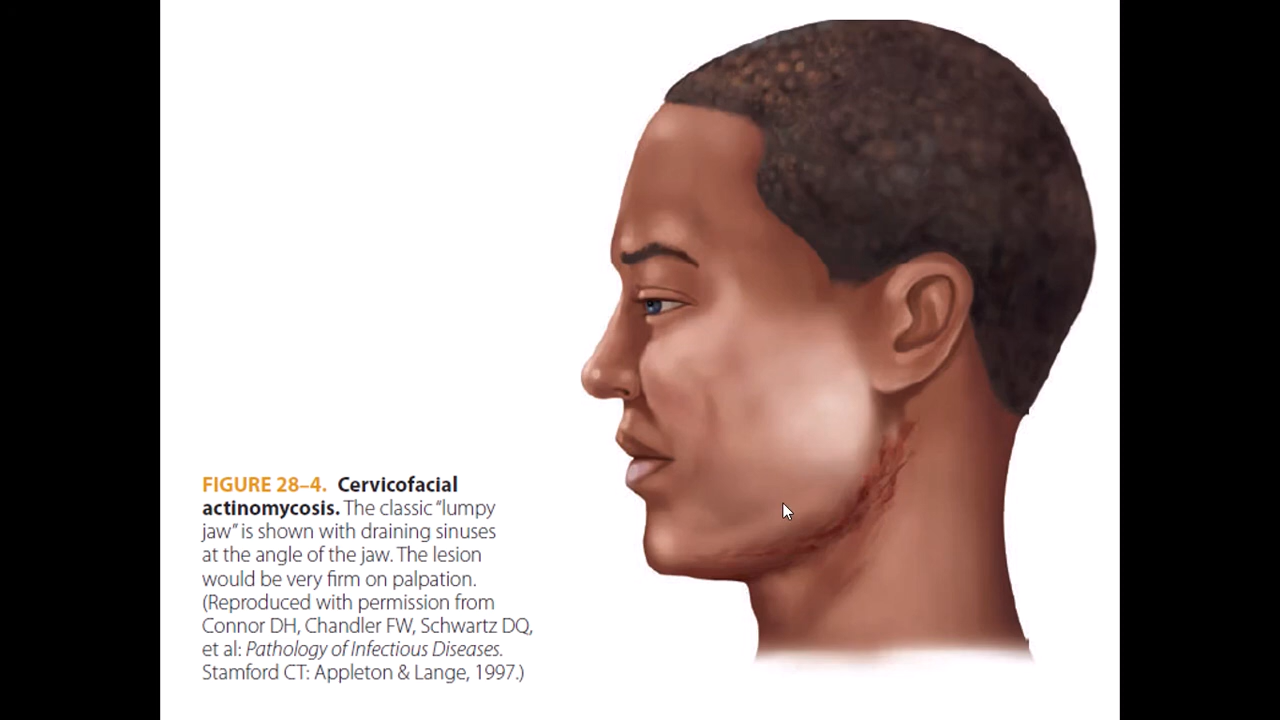 FIGURE 28–4. Cervicofacial
actinomycosis. The classic “lumpy
jaw” is shown with draining sinuses
at the angle of the jaw. The lesion
would be very firm on palpation.
(Reproduced with permission from
Connor DH, Chandler FW, Schwartz DQ,
et al: Pathology of Infectious Diseases.
Stamford CT: Appleton & Lange, 1997.)